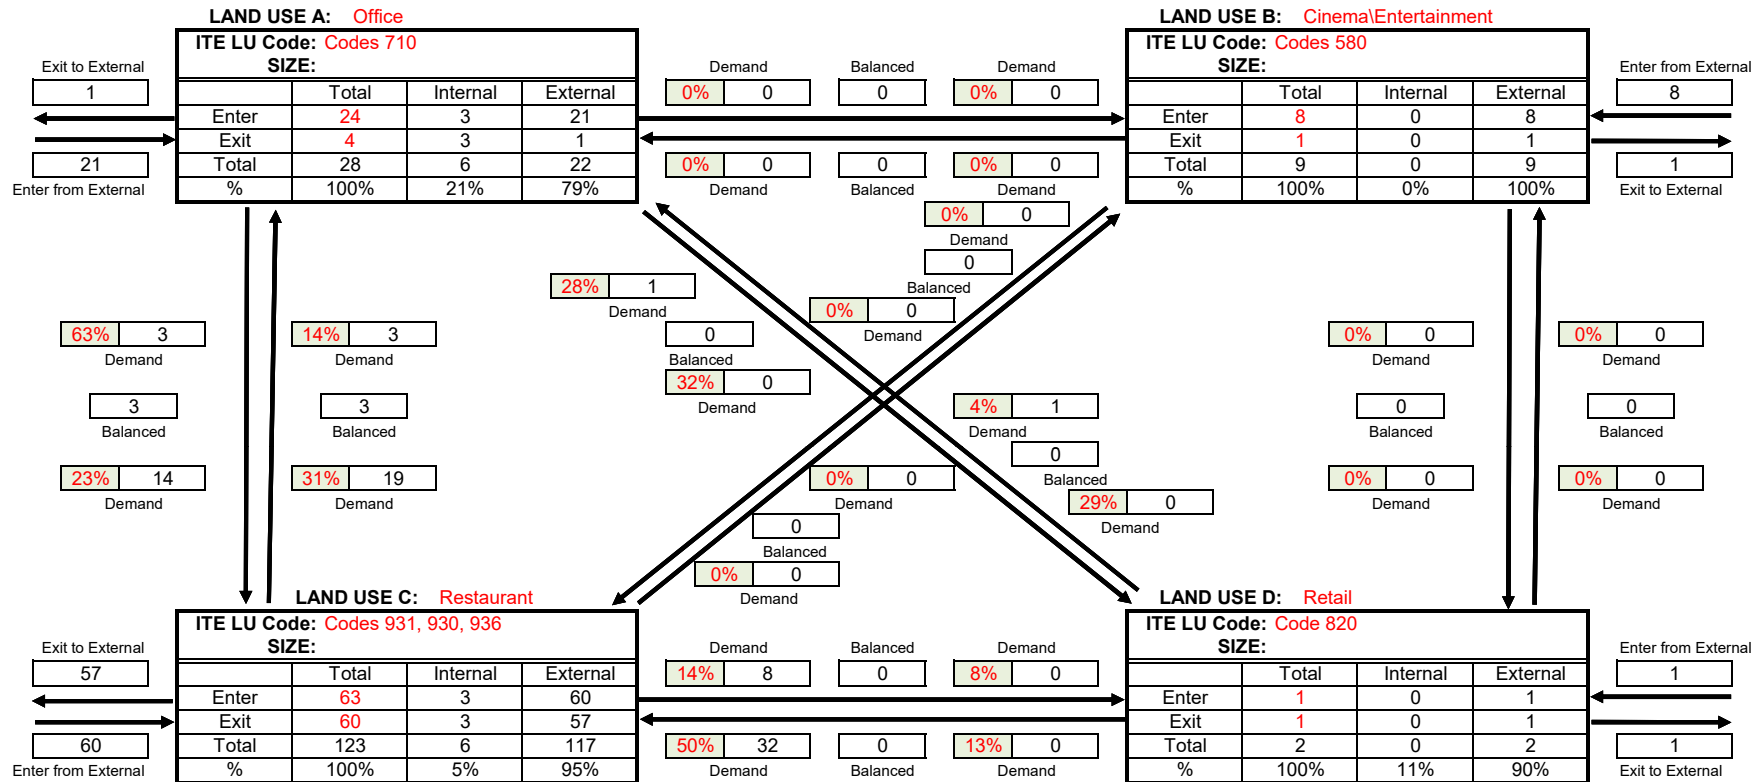 LAND USE A: Office
LAND USE B: Cinema\Entertainment
ITE LU Code: Codes 710
ITE LU Code: Codes 580
Exit to External
SIZE:
Demand Balanced Demand
SIZE:
Enter from External
1
Total Internal External
0% 0 0 0% 0
Total Internal External
8
Enter 24 3 21
Enter 8 0 8
Exit 4 3 1
Exit 1 0 1
21
Total 28 6 22
0% 0 0 0% 0
Total 9 0 9
1
Enter from External
% 100% 21% 79%
Demand Balanced Demand
% 100% 0% 100%
Exit to External
0% 0
Demand
0
28% 1
Balanced
Demand
0% 0
63% 3
14% 3
0
Demand
0% 0
0% 0
Demand
Demand
Balanced
Demand
Demand
32% 0
3
3
Demand
4% 1
0
0
Balanced
Balanced
Demand
Balanced
Balanced
0
23% 14
31% 19
0% 0
Balanced
0% 0
0% 0
Demand
Demand
Demand
29% 0
Demand
Demand
0
Demand
Balanced
0% 0
Demand
LAND USE C: Restaurant
LAND USE D: Retail
ITE LU Code: Codes 931, 930, 936
ITE LU Code: Code 820
Exit to External
SIZE:
Demand Balanced Demand
SIZE:
Enter from External
57
Total Internal External
14% 8 0 8% 0
Total Internal External
1
Enter 63 3 60
Enter 1 0 1
Exit 60 3 57
Exit 1 0 1
60
Total 123 6 117
50% 32 0 13% 0
Total 2 0 2
1
Enter from External
% 100% 5% 95%
Demand Balanced Demand
% 100% 11% 90%
Exit to External